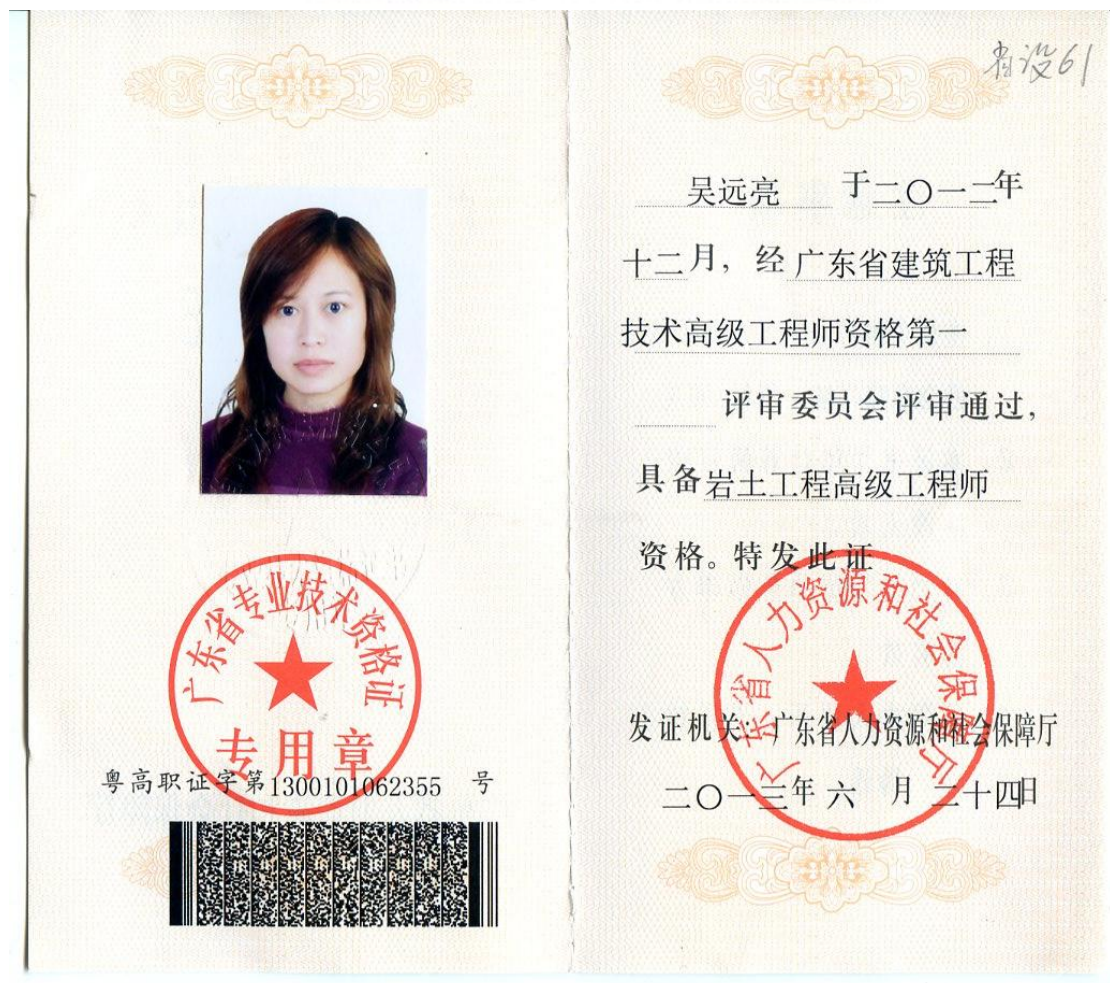 广东省专业技术资格证
专用章
粤高职证字第1300101062355 号
省设61
吴远亮 于二〇一二年
十二月，经广东省建筑工程
技术高级工程师资格第一
评审委员会评审通过，
具备岩土工程高级工程师
资格。特发此证
广东省人力资源和社会保障厅
发证机关：广东省人力资源和社会保障厅
二〇一三年六 月二十四日